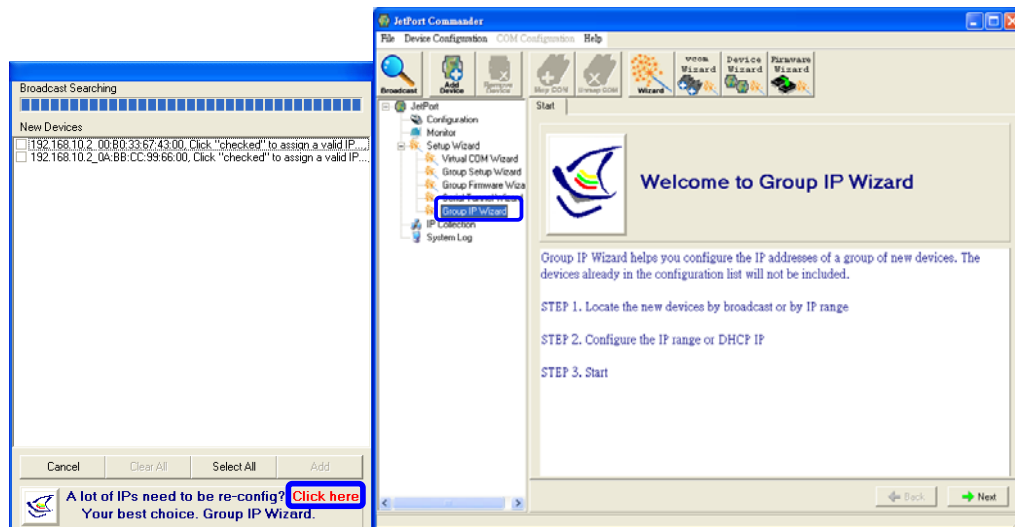 Broadcast Searching
New Devices
192.168.10.2_00:B0:33:67:43:00, Click "checked" to assign a valid IP....
192.168.10.2_0A:BB:CC:99:66:00, Click "checked" to assign a valid IP...
Cancel
Clear All
Select All
Add
A lot of IPs need to be re-config? Click here
Your best choice. Group IP Wizard.
JetPort Commander
File Device Configuration COM Configuration Help
Broadcast
Add Device
Remove Device
Map COM
Unmap COM
Wizard
VCOM Wizard
Device Wizard
Firmware Wizard
JetPort
Configuration
Monitor
Setup Wizard
Virtual COM Wizard
Group Setup Wizard
Group Firmware Wiza
Serial Tunnel Wizard
Group IP Wizard
IP Collection
System Log
Start
Welcome to Group IP Wizard
Group IP Wizard helps you configure the IP addresses of a group of new devices. The
devices already in the configuration list will not be included.
STEP 1. Locate the new devices by broadcast or by IP range
STEP 2. Configure the IP range or DHCP IP
STEP 3. Start
Back
Next